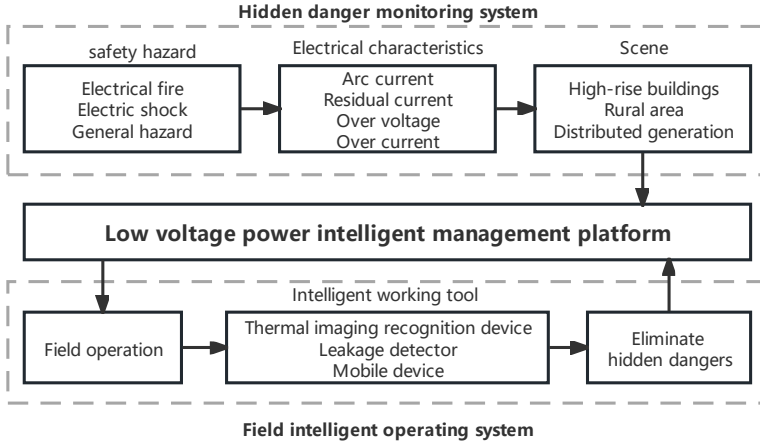 Hidden danger monitoring system
safety hazard
Electrical fire
Electric shock
General hazard
Electrical characteristics
Arc current
Residual current
Over voltage
Over current
Scene
High-rise buildings
Rural area
Distributed generation
Low voltage power intelligent management platform
Field operation
Intelligent working tool
Thermal imaging recognition device
Leakage detector
Mobile device
Eliminate
hidden dangers
Field intelligent operating system